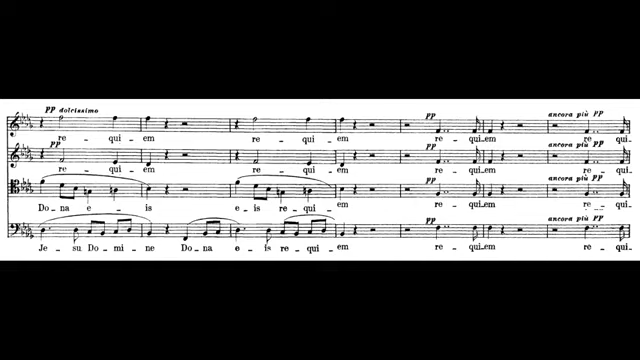 pp dolcissimo pp ancora più pp
re - qui - em re - qui - em re - qui - em re - qui
pp pp ancora più pp
re - qui - em re - qui - em re - qui - em re - qui
pp ancora più pp
Do - na e - is e - is re - qui - em re - qui - em re - qui
pp ancora più pp
Je - su Do - mi - ne Do - na e - is re - qui - em re - qui - em re - qui